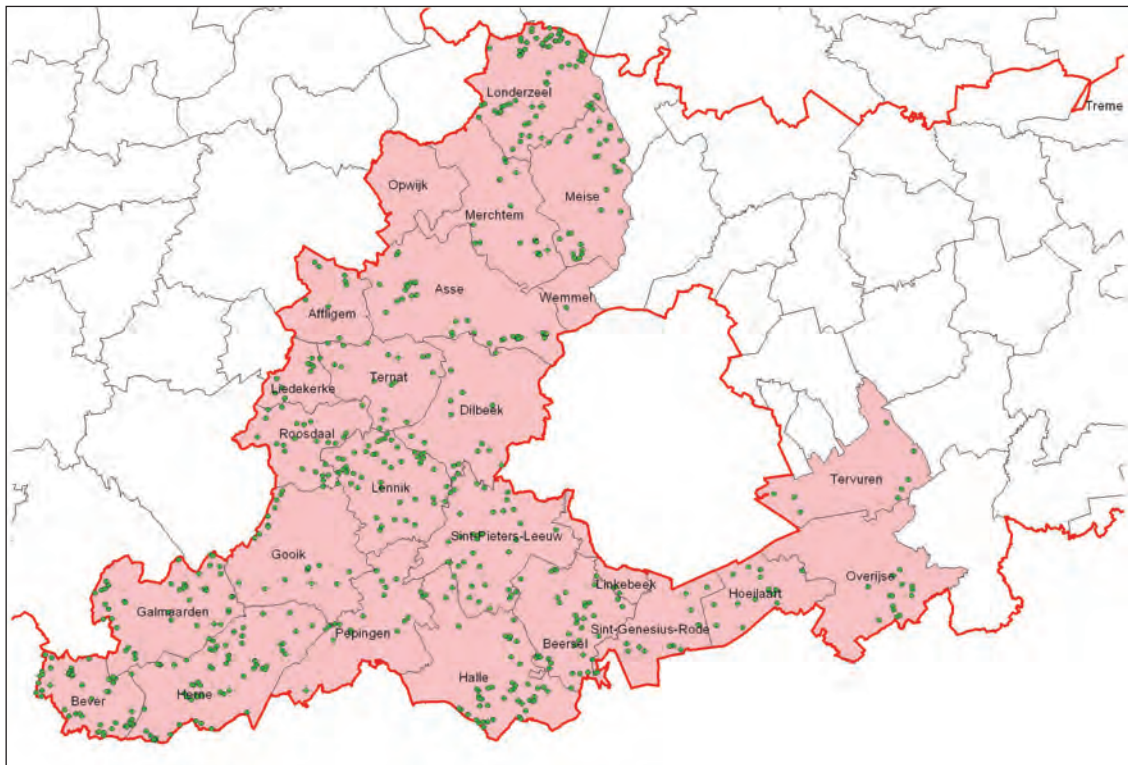 Londerzeel
Treme
Opwijk
Meise
Merchtem
Asse
Wemmel
Affligem
Liedekerke
Ternat
Dilbeek
Roosdaal
Tervuren
Lennik
Sint-Pieters-Leeuw
Gooik
Linkebeek
Hoeilaart
Overijse
Galmaarden
Pepingen
Sint-Genesius-Rode
Beersel
Halle
Herne
Bever